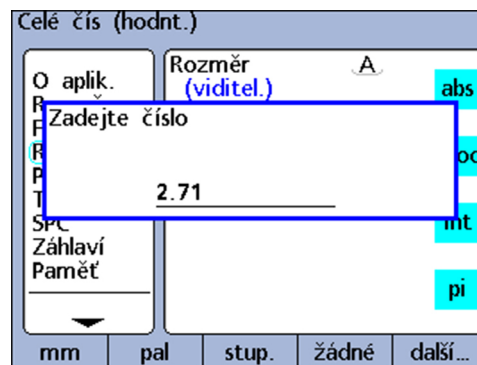 Celé čís (hodnt.)
O aplik.
Rozměr
A
(viditel.)
abs
Zadejte číslo
2.71
SPC
int
Záhlaví
Paměť
pi
mm
pal
stup.
žádné
další...